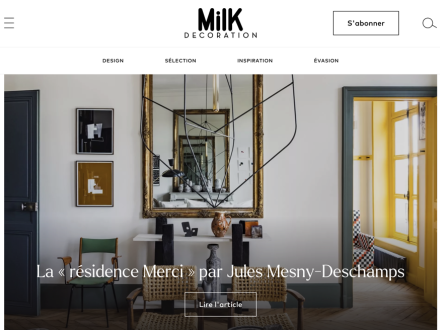 MilK
DECORATION
S'abonner
DESIGN SÉLECTION INSPIRATION ÉVASION
La « résidence Merci » par Jules Mesny-Deschamps
Lire l'article